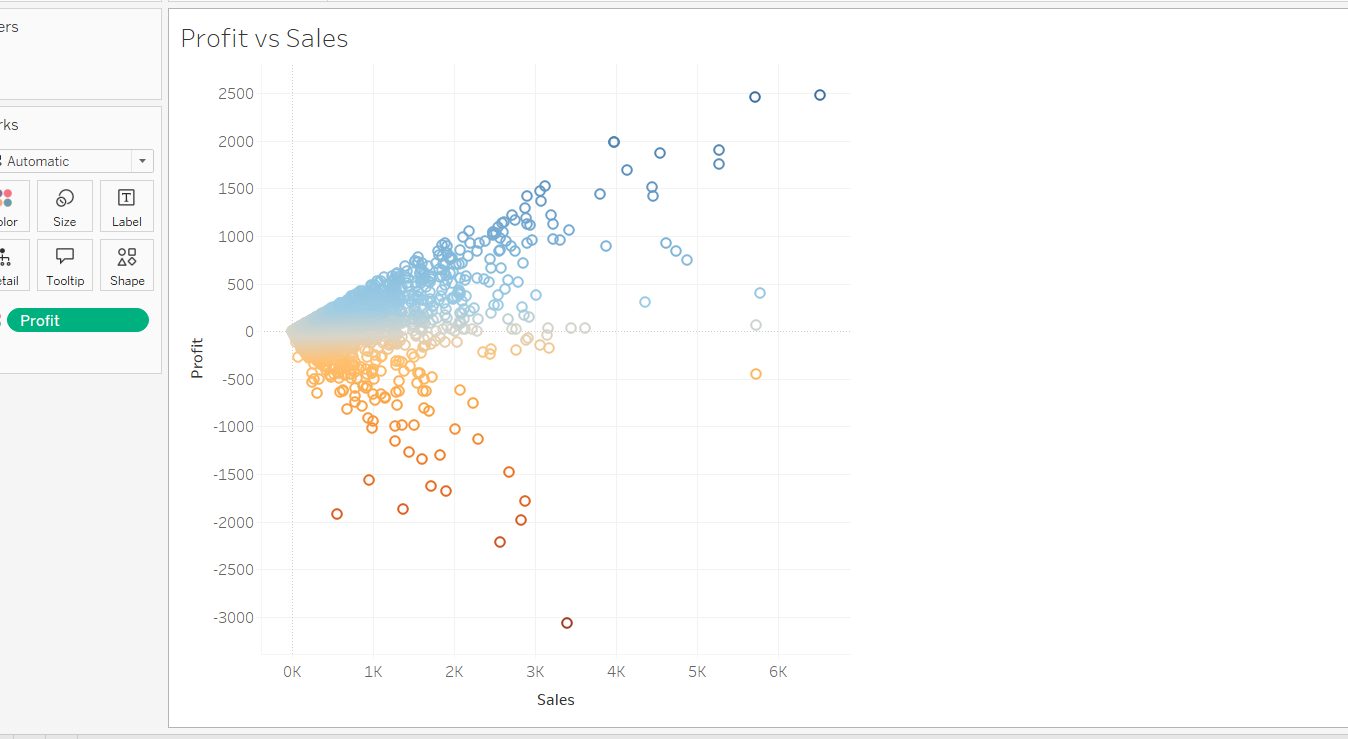 ers
Profit vs Sales
rks
Automatic
olor
Size
Label
etail
Tooltip
Shape
Profit
2500
2000
1500
1000
500
0
-500
-1000
-1500
-2000
-2500
-3000
Profit
0K 1K 2K 3K 4K 5K 6K
Sales